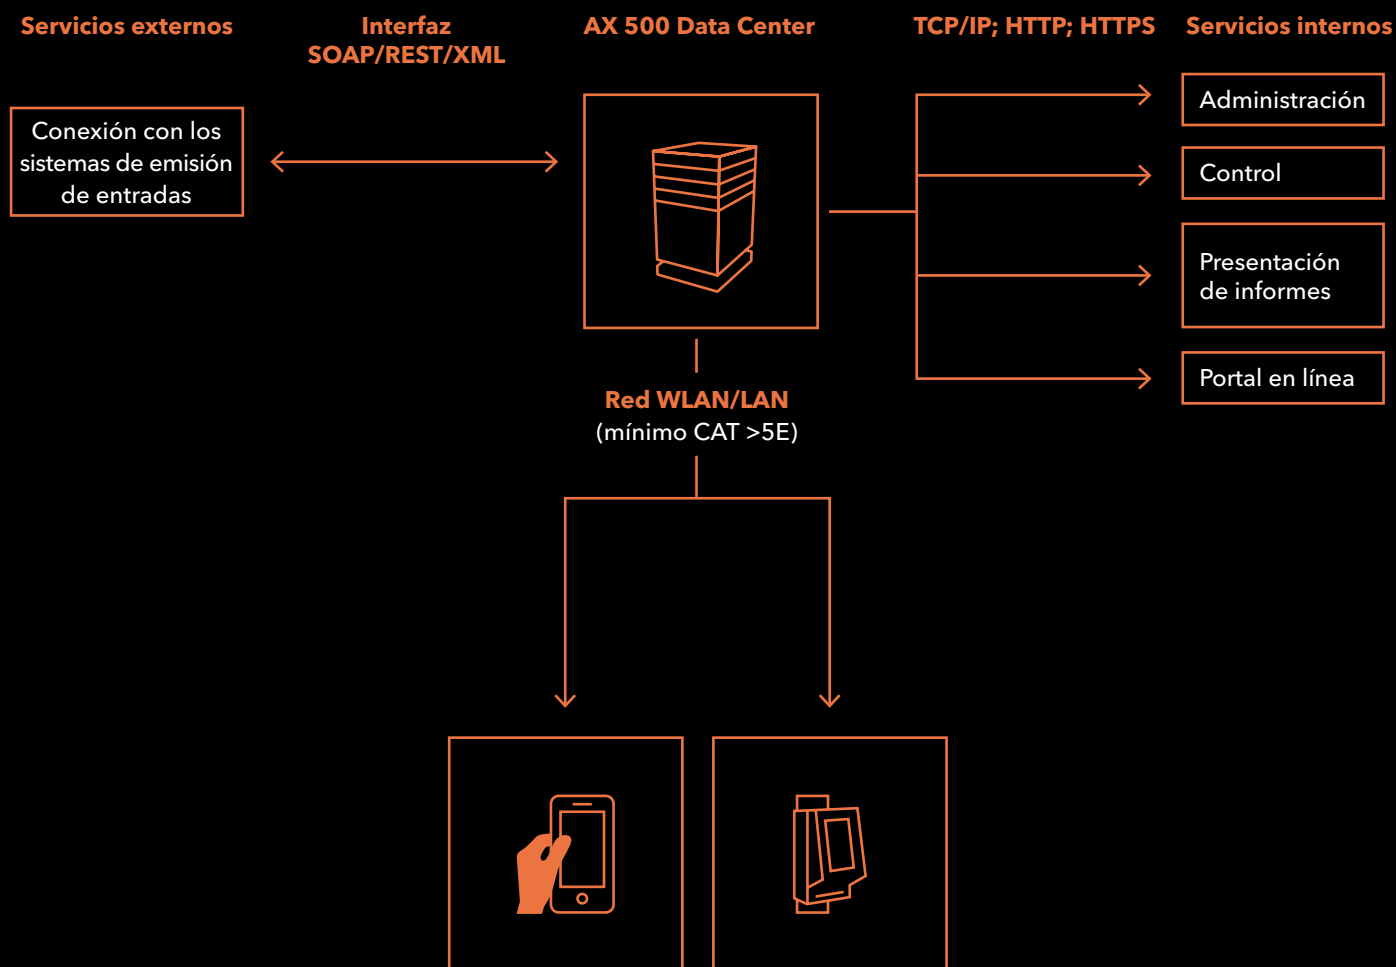 Servicios externos
Interfaz
SOAP/REST/XML
AX 500 Data Center
TCP/IP; HTTP; HTTPS
Servicios internos
Conexión con los
sistemas de emisión
de entradas
Administración
Control
Presentación
de informes
Portal en línea
Red WLAN/LAN
(mínimo CAT >5E)